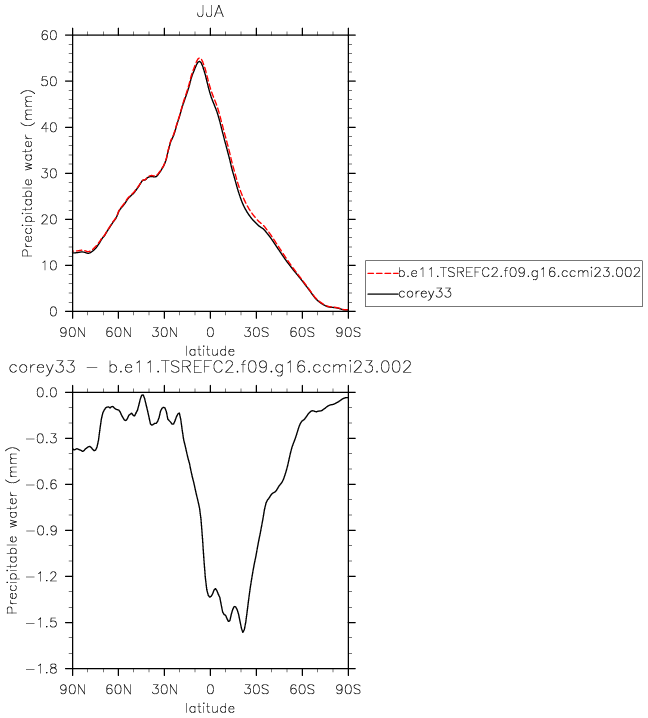 JJA
60
50
40
30
20
10
0
Precipitable water (mm)
90N 60N 30N 0 30S 60S 90S
latitude
b.e11.TSREFC2.f09.g16.ccmi23.002
corey33
corey33 − b.e11.TSREFC2.f09.g16.ccmi23.002
0.0
−0.3
−0.6
−0.9
−1.2
−1.5
−1.8
Precipitable water (mm)
90N 60N 30N 0 30S 60S 90S
latitude